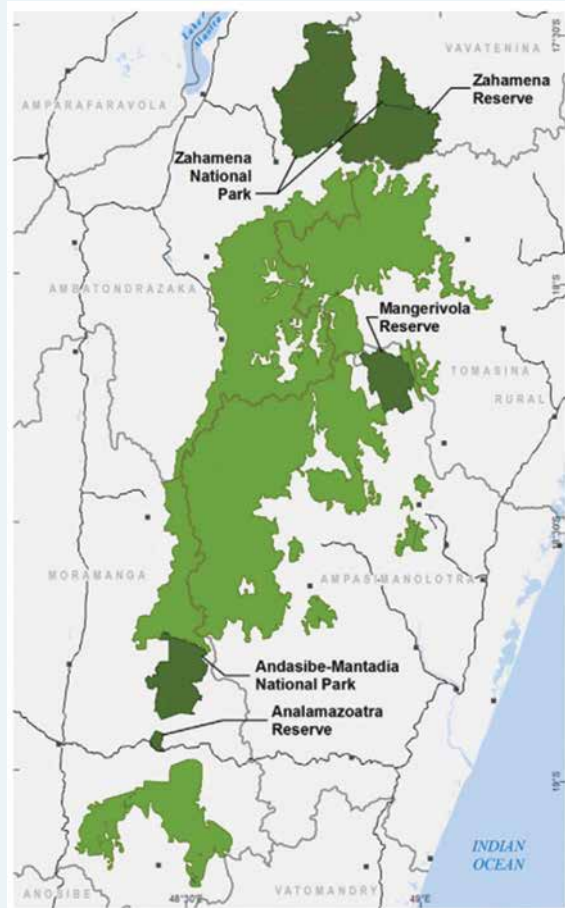 17°30'S
Lake
Alaotra
VAVATENINA
AMPARAFARAVOLA
Zahamena
Reserve
Zahamena
National
Park
18°S
AMBATONDRAZAKA
Mangerivola
Reserve
TOMASINA
RURAL
18°30'S
MORAMANGA
AMPASIMANOLOTRA
Andasibe-Mantadia
National Park
Analamazoatra
Reserve
19°S
INDIAN
OCEAN
ANOSIBE
48°30'E
VATOMANDRY
49°E